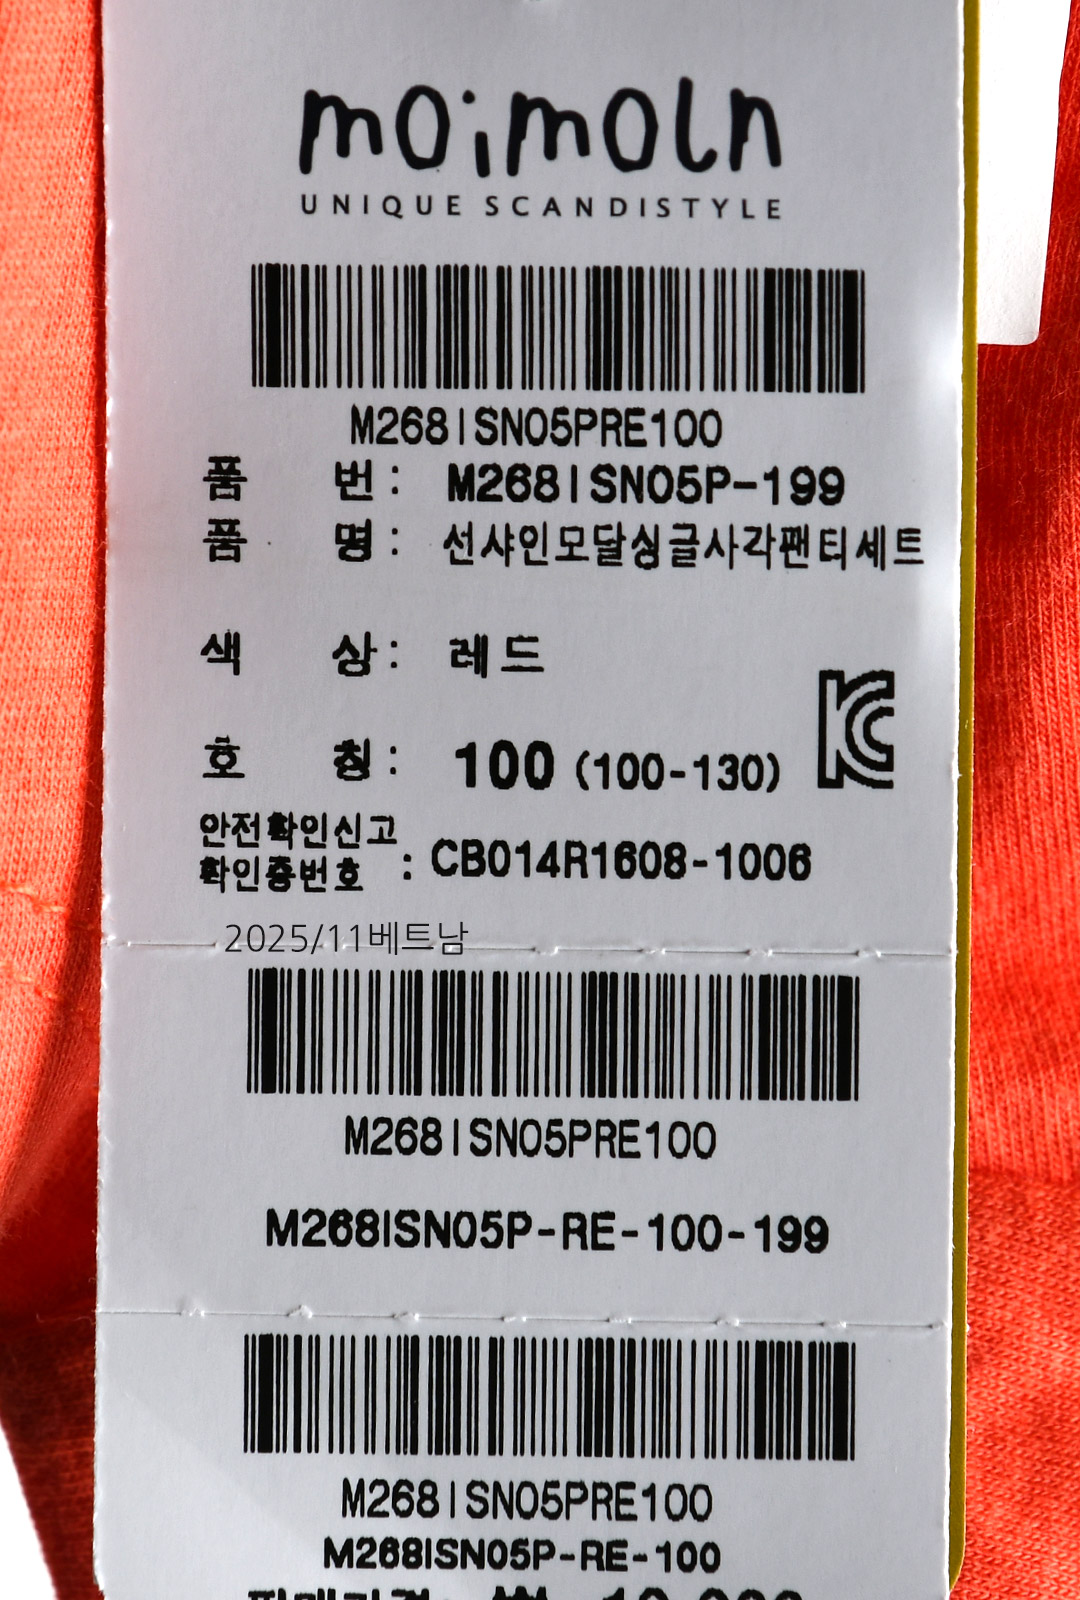 moimoln
UNIQUE SCANDISTYLE
M268ISN05PRE100
품 번 : M268ISN05P-199
품 명 : 선샤인모달싱글사각팬티세트
색 상 : 레드
호 칭 : 100 (100-130)
안전확인신고
확인증번호 : CB014R1608-1006
2025/11베트남
M268ISN05PRE100
M268ISN05P-RE-100-199
M268ISN05PRE100
M268ISN05P-RE-100